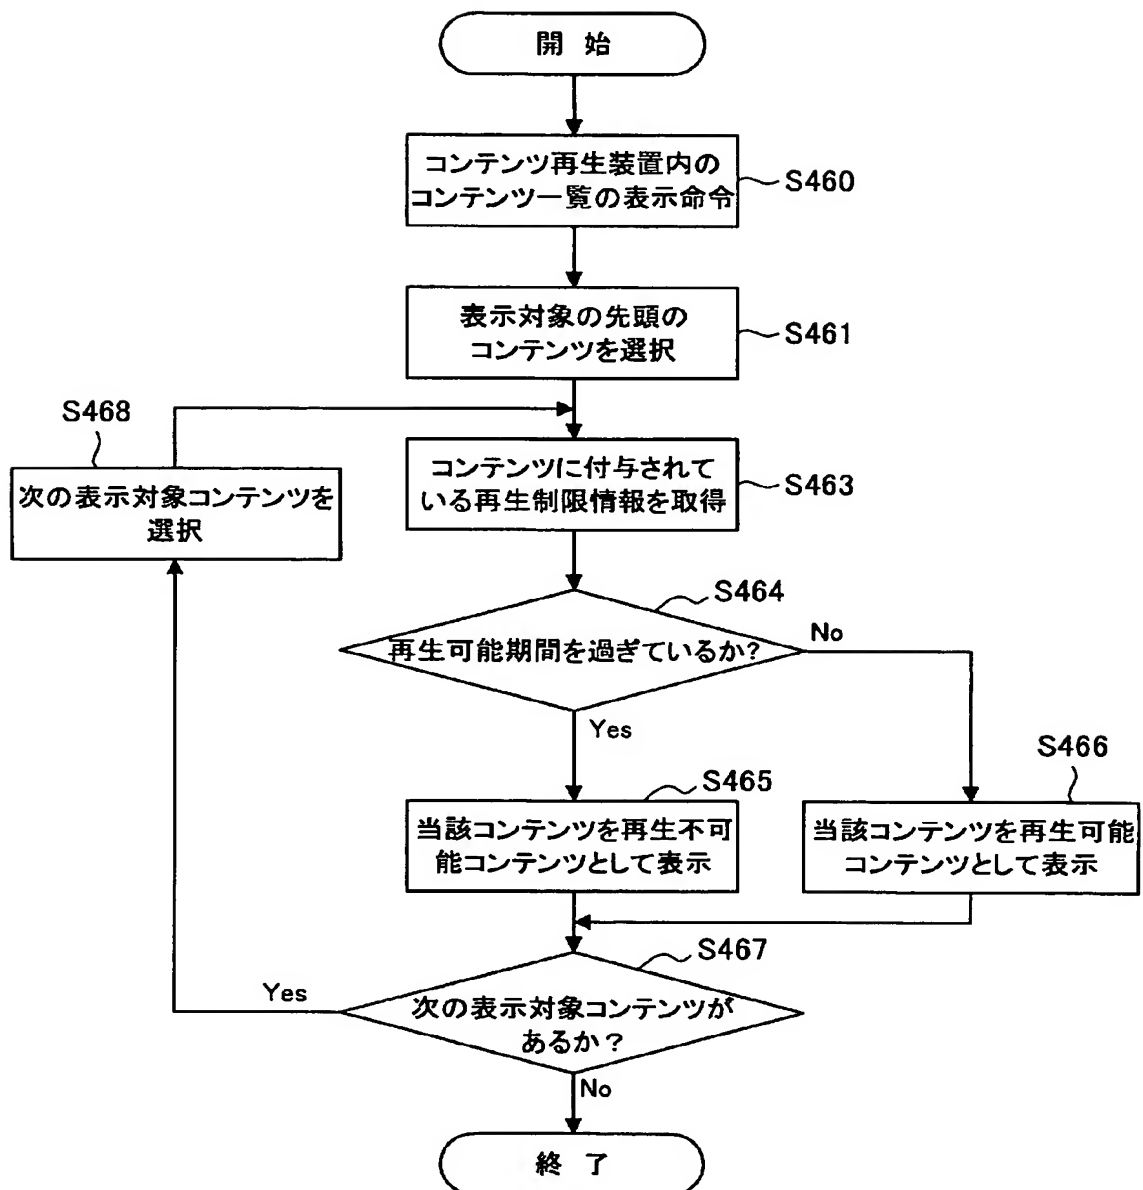 開 始
コンテンツ再生装置内の
コンテンツ一覧の表示命令
S460
表示対象の先頭の
コンテンツを選択
S461
S468
次の表示対象コンテンツを
選択
コンテンツに付与されて
いる再生制限情報を取得
S463
S464
再生可能期間を過ぎているか?
No
Yes
S465
当該コンテンツを再生不可
能コンテンツとして表示
S466
当該コンテンツを再生可能
コンテンツとして表示
S467
次の表示対象コンテンツが
あるか?
Yes
No
終 了